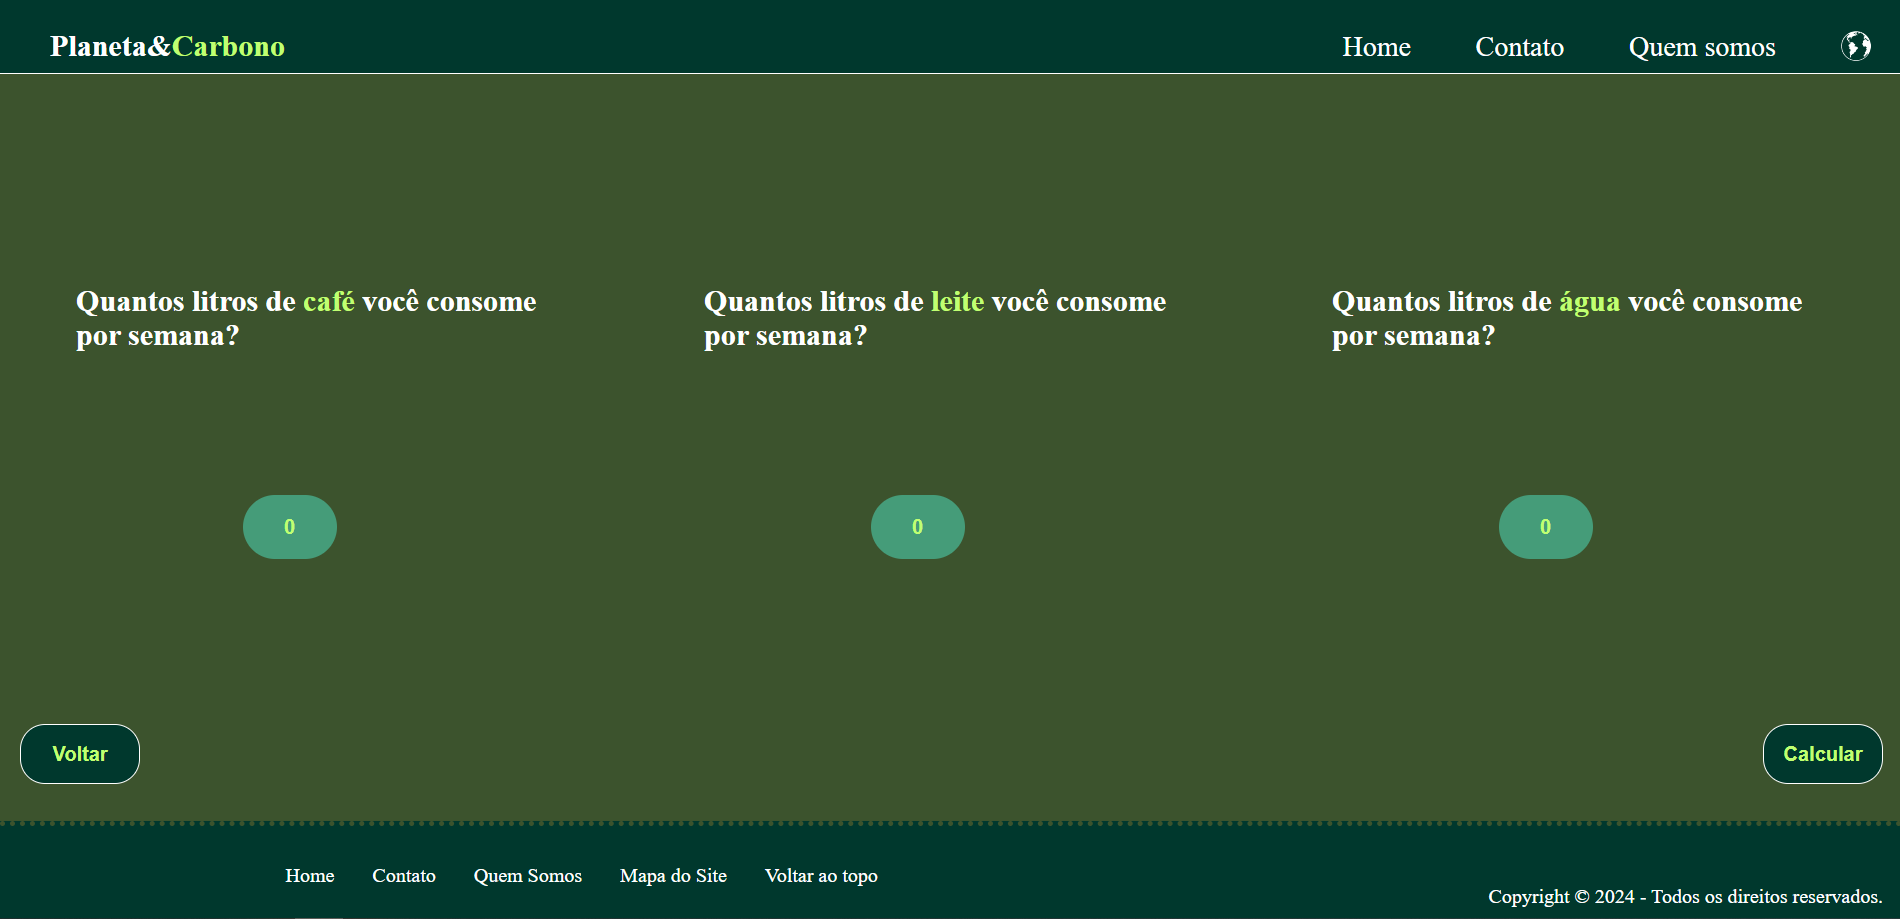 Planeta&Carbono
Home Contato Quem somos
Quantos litros de café você consome
por semana?
0
Quantos litros de leite você consome
por semana?
0
Quantos litros de água você consome
por semana?
0
Voltar
Calcular
Home Contato Quem Somos Mapa do Site Voltar ao topo
Copyright © 2024 - Todos os direitos reservados.